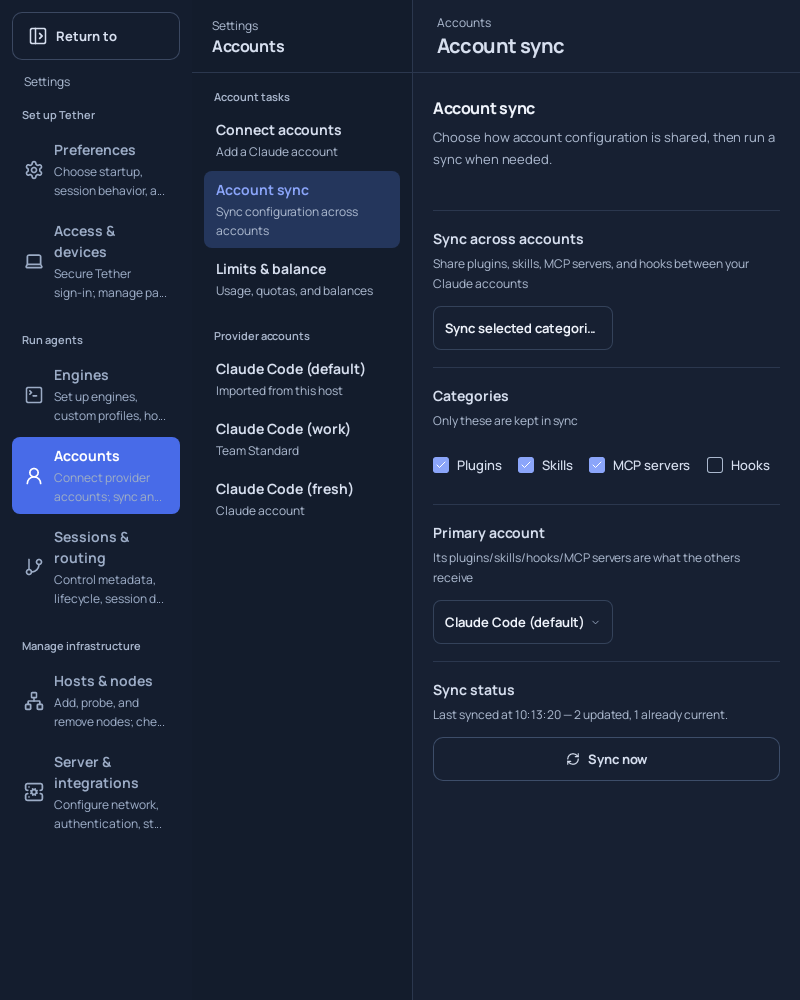 Return to
Settings
Set up Tether
Preferences
Choose startup,
session behavior, a...
Access &
devices
Secure Tether
sign-in; manage pa...
Run agents
Engines
Set up engines,
custom profiles, ho...
Accounts
Connect provider
accounts; sync an...
Sessions &
routing
Control metadata,
lifecycle, session d...
Manage infrastructure
Hosts & nodes
Add, probe, and
remove nodes; che...
Server &
integrations
Configure network,
authentication, st...
Settings
Accounts
Account tasks
Connect accounts
Add a Claude account
Account sync
Sync configuration across
accounts
Limits & balance
Usage, quotas, and balances
Provider accounts
Claude Code (default)
Imported from this host
Claude Code (work)
Team Standard
Claude Code (fresh)
Claude account
Accounts
Account sync
Account sync
Choose how account configuration is shared, then run a
sync when needed.
Sync across accounts
Share plugins, skills, MCP servers, and hooks between your
Claude accounts
Sync selected categori...
Categories
Only these are kept in sync
Plugins Skills MCP servers Hooks
Primary account
Its plugins/skills/hooks/MCP servers are what the others
receive
Claude Code (default)
Sync status
Last synced at 10:13:20 — 2 updated, 1 already current.
Sync now